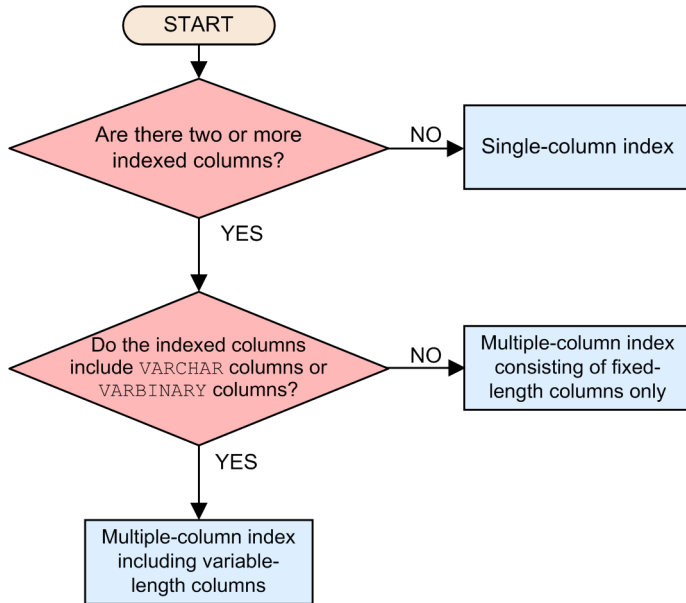 START
Are there two or more
indexed columns?
NO
Single-column index
YES
Do the indexed columns
include VARCHAR columns or
VARBINARY columns?
NO
Multiple-column index
consisting of fixed-
length columns only
YES
Multiple-column index
including variable-
length columns